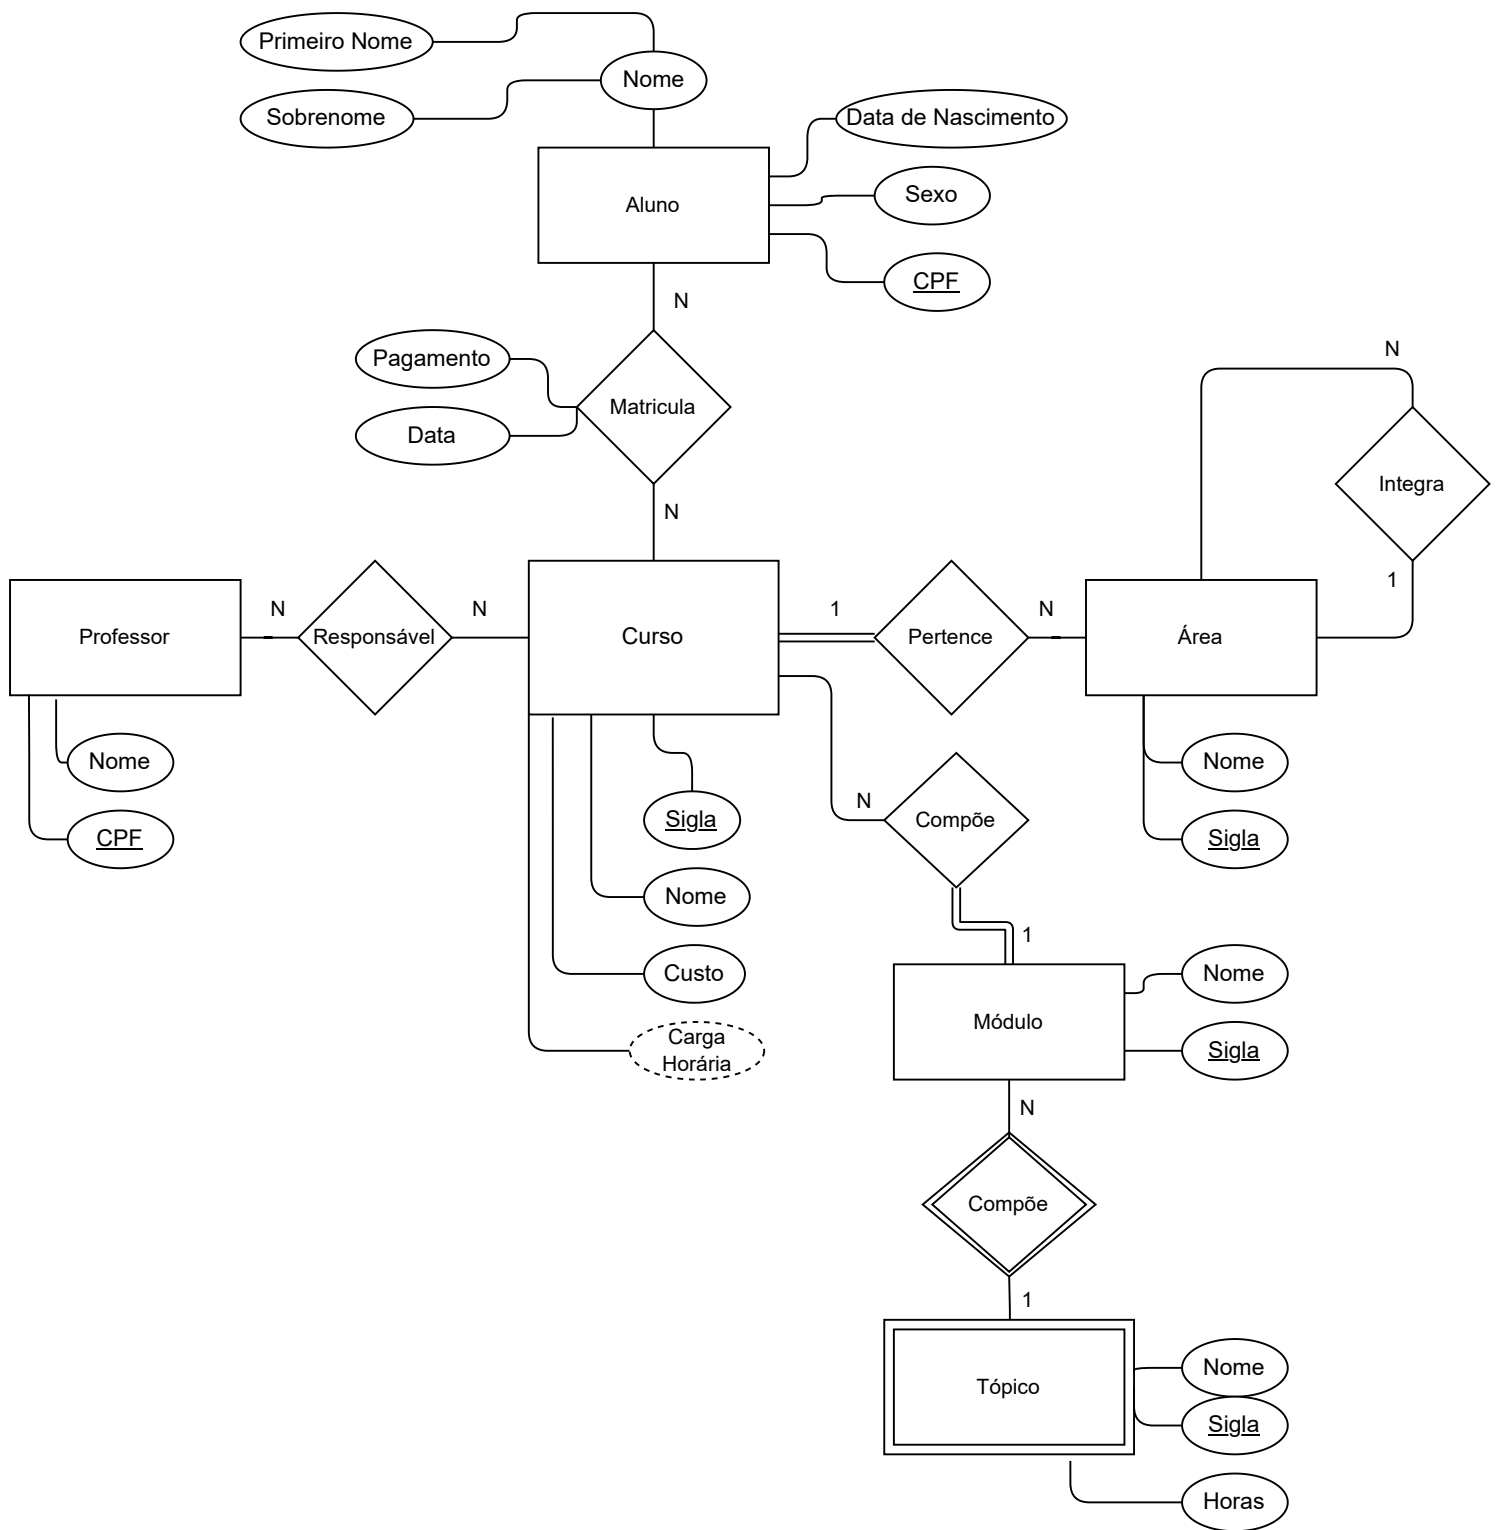 Primeiro Nome
Nome
Sobrenome
Data de Nascimento
Sexo
Aluno
CPF
N
Pagamento
Matricula
Data
N
N
Integra
1
Professor
N
Responsável
N
Curso
1
Pertence
N
Área
Nome
CPF
Sigla
Nome
Custo
Carga
Horária
N
Compõe
1
Nome
Sigla
Módulo
Nome
Sigla
N
Compõe
1
Tópico
Nome
Sigla
Horas